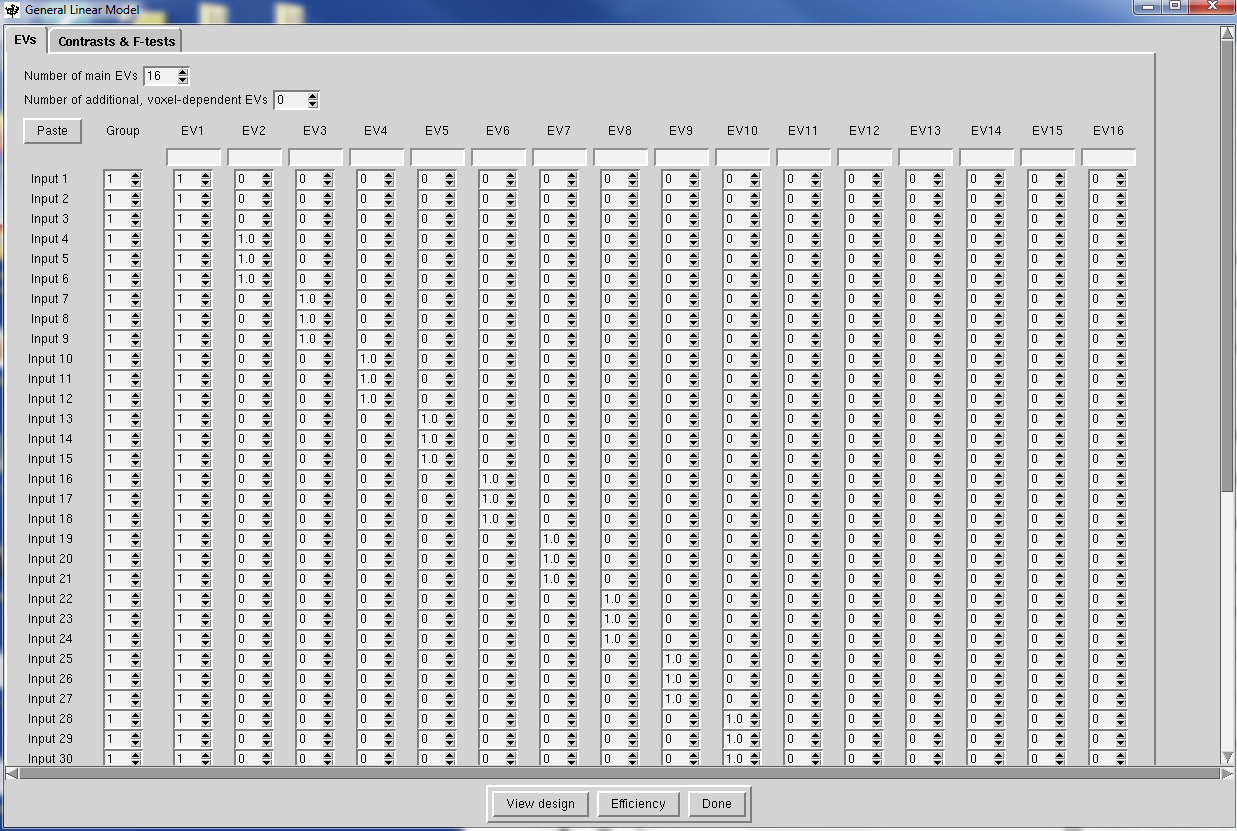 General Linear Model
EVs Contrasts & F-tests
Number of main EVs 16
Number of additional, voxel-dependent EVs 0
Paste Group EV1 EV2 EV3 EV4 EV5 EV6 EV7 EV8 EV9 EV10 EV11 EV12 EV13 EV14 EV15 EV16
Input 1 1 1 0 0 0 0 0 0 0 0 0 0 0 0 0 0 0
Input 2 1 1 0 0 0 0 0 0 0 0 0 0 0 0 0 0 0
Input 3 1 1 0 0 0 0 0 0 0 0 0 0 0 0 0 0 0
Input 4 1 1 1.0 0 0 0 0 0 0 0 0 0 0 0 0 0 0
Input 5 1 1 1.0 0 0 0 0 0 0 0 0 0 0 0 0 0 0
Input 6 1 1 1.0 0 0 0 0 0 0 0 0 0 0 0 0 0 0
Input 7 1 1 0 1.0 0 0 0 0 0 0 0 0 0 0 0 0 0
Input 8 1 1 0 1.0 0 0 0 0 0 0 0 0 0 0 0 0 0
Input 9 1 1 0 1.0 0 0 0 0 0 0 0 0 0 0 0 0 0
Input 10 1 1 0 0 1.0 0 0 0 0 0 0 0 0 0 0 0 0
Input 11 1 1 0 0 1.0 0 0 0 0 0 0 0 0 0 0 0 0
Input 12 1 1 0 0 1.0 0 0 0 0 0 0 0 0 0 0 0 0
Input 13 1 1 0 0 0 1.0 0 0 0 0 0 0 0 0 0 0 0
Input 14 1 1 0 0 0 1.0 0 0 0 0 0 0 0 0 0 0 0
Input 15 1 1 0 0 0 1.0 0 0 0 0 0 0 0 0 0 0 0
Input 16 1 1 0 0 0 0 1.0 0 0 0 0 0 0 0 0 0 0
Input 17 1 1 0 0 0 0 1.0 0 0 0 0 0 0 0 0 0 0
Input 18 1 1 0 0 0 0 1.0 0 0 0 0 0 0 0 0 0 0
Input 19 1 1 0 0 0 0 0 1.0 0 0 0 0 0 0 0 0 0
Input 20 1 1 0 0 0 0 0 1.0 0 0 0 0 0 0 0 0 0
Input 21 1 1 0 0 0 0 0 1.0 0 0 0 0 0 0 0 0 0
Input 22 1 1 0 0 0 0 0 0 1.0 0 0 0 0 0 0 0 0
Input 23 1 1 0 0 0 0 0 0 1.0 0 0 0 0 0 0 0 0
Input 24 1 1 0 0 0 0 0 0 1.0 0 0 0 0 0 0 0 0
Input 25 1 1 0 0 0 0 0 0 0 1.0 0 0 0 0 0 0 0
Input 26 1 1 0 0 0 0 0 0 0 1.0 0 0 0 0 0 0 0
Input 27 1 1 0 0 0 0 0 0 0 1.0 0 0 0 0 0 0 0
Input 28 1 1 0 0 0 0 0 0 0 0 1.0 0 0 0 0 0 0
Input 29 1 1 0 0 0 0 0 0 0 0 1.0 0 0 0 0 0 0
Input 30 1 1 0 0 0 0 0 0 0 0 1.0 0 0 0 0 0 0
View design Efficiency Done